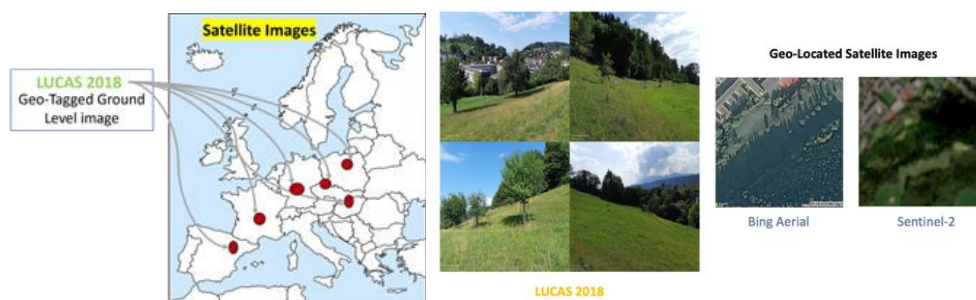 Satellite Images
LUCAS 2018
Geo-Tagged Ground
Level image
LUCAS 2018
Geo-Located Satellite Images
Bing Aerial
Sentinel-2